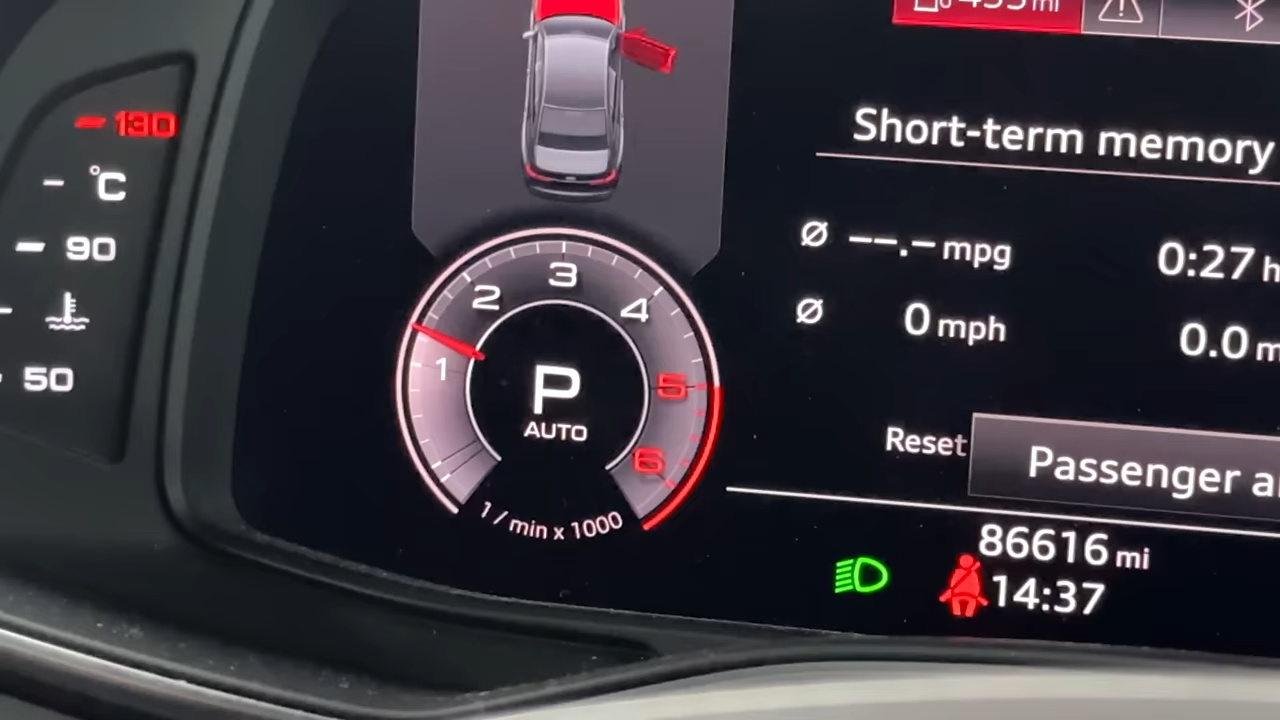 130
°C
90
50
1
2
3
4
5
6
P
AUTO
1 / min x 1000
mi
Short-term memory
Ø --.- mpg
0:27 h
Ø 0 mph
0.0
Reset
Passenger
86616 mi
14:37